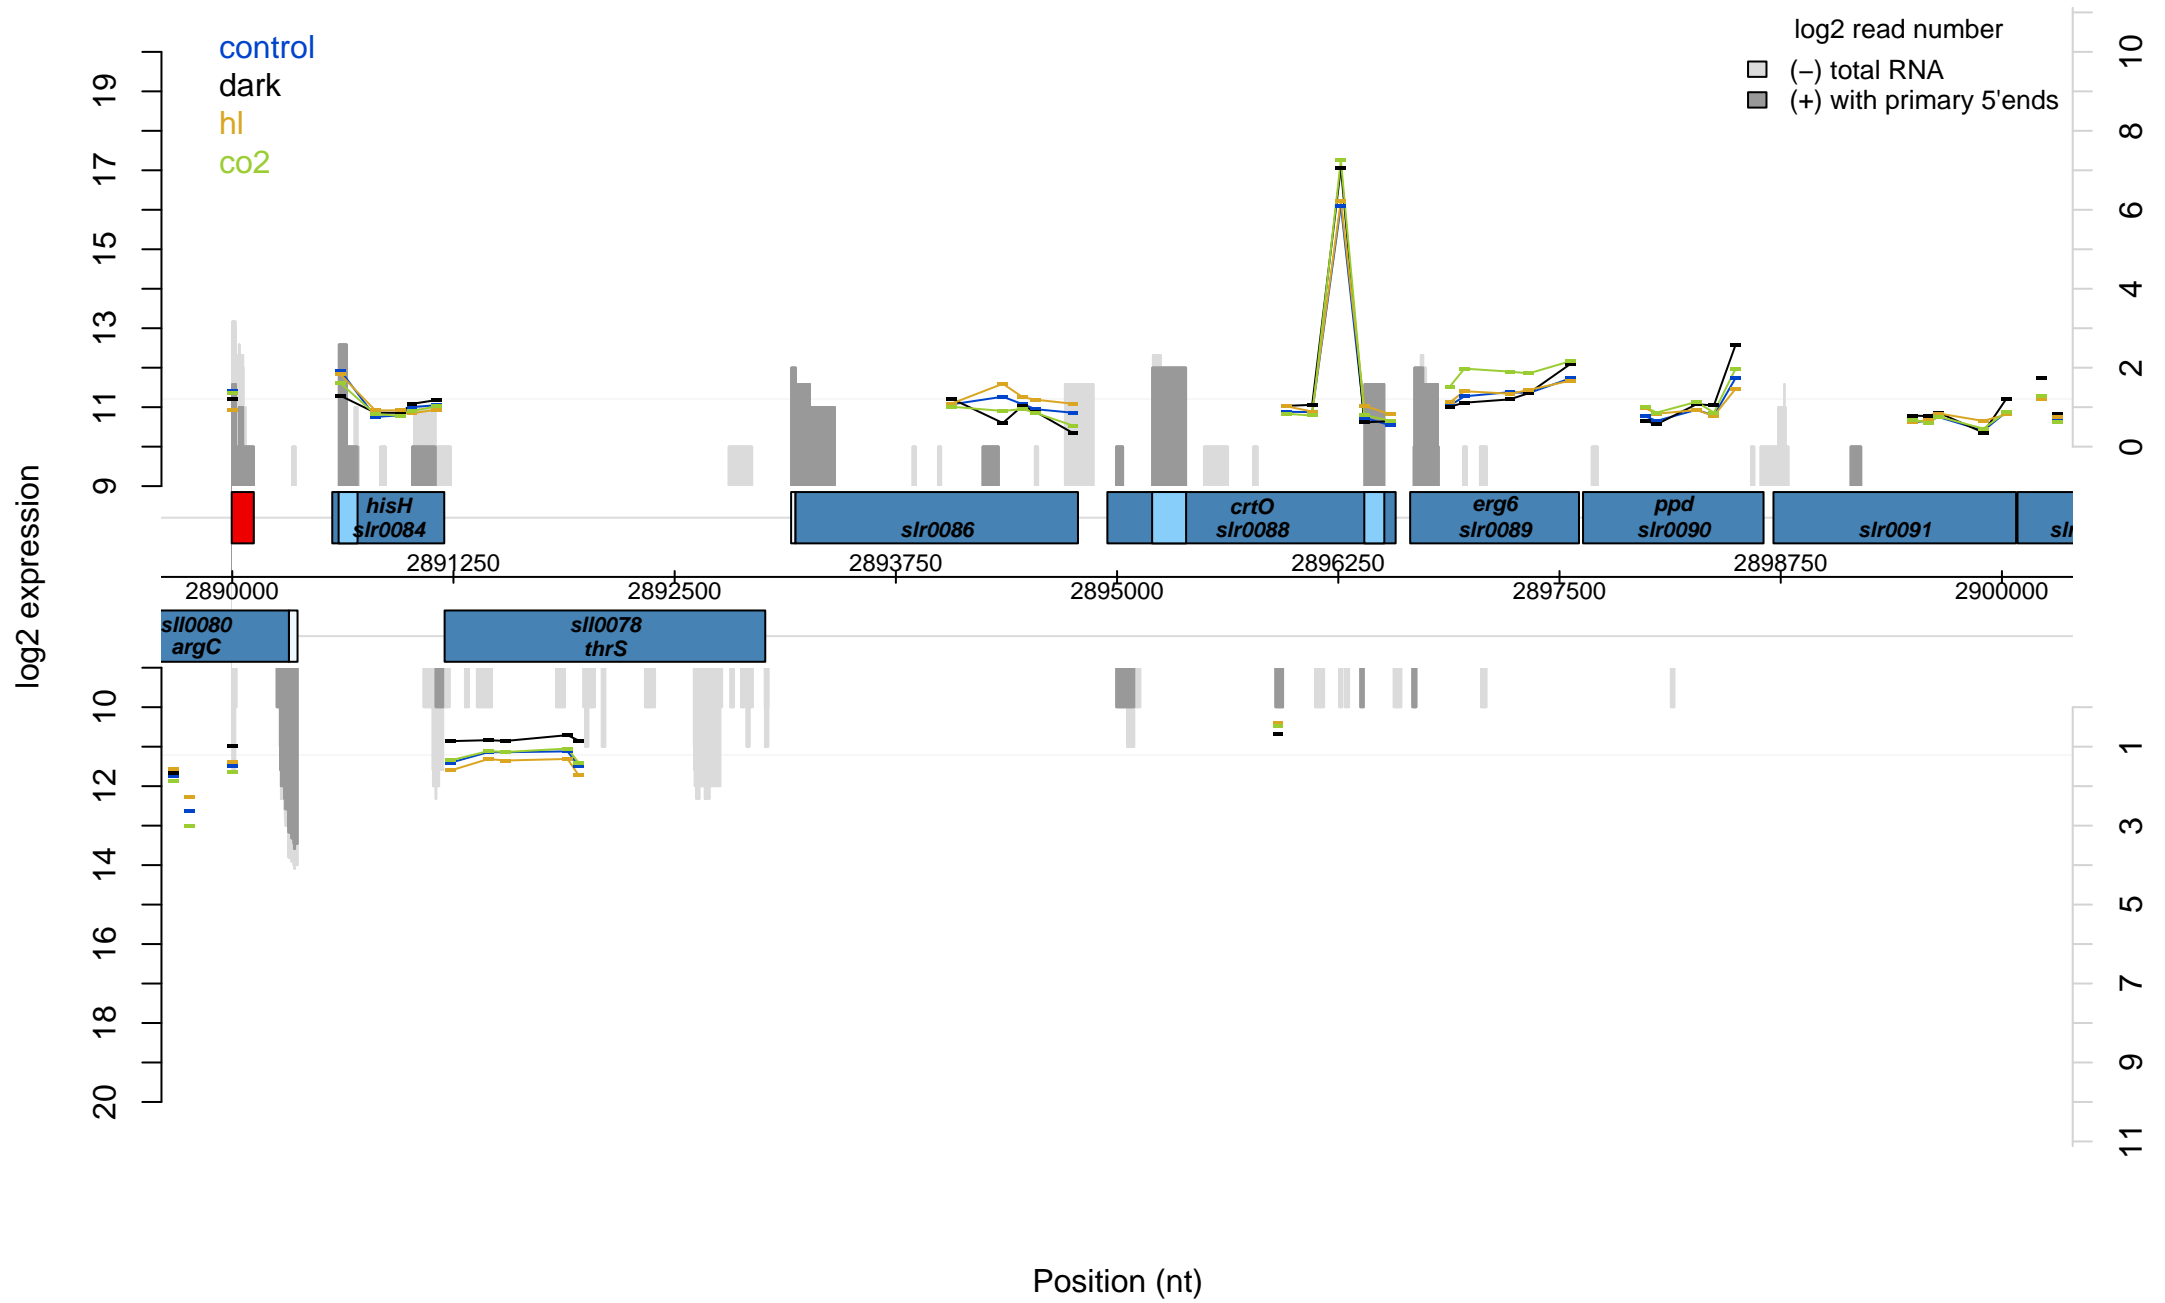 control
dark
hl
co2
log2 read number
(−) total RNA
(+) with primary 5'ends
19
17
15
13
11
9
10
8
6
4
2
0
log2 expression
hisH
slr0084
slr0086
crtO
slr0088
erg6
slr0089
ppd
slr0090
slr0091
slr
2891250
2893750
2896250
2898750
2890000
2892500
2895000
2897500
2900000
sll0080
argC
sll0078
thrS
10
12
14
16
18
20
1
3
5
7
9
11
Position (nt)